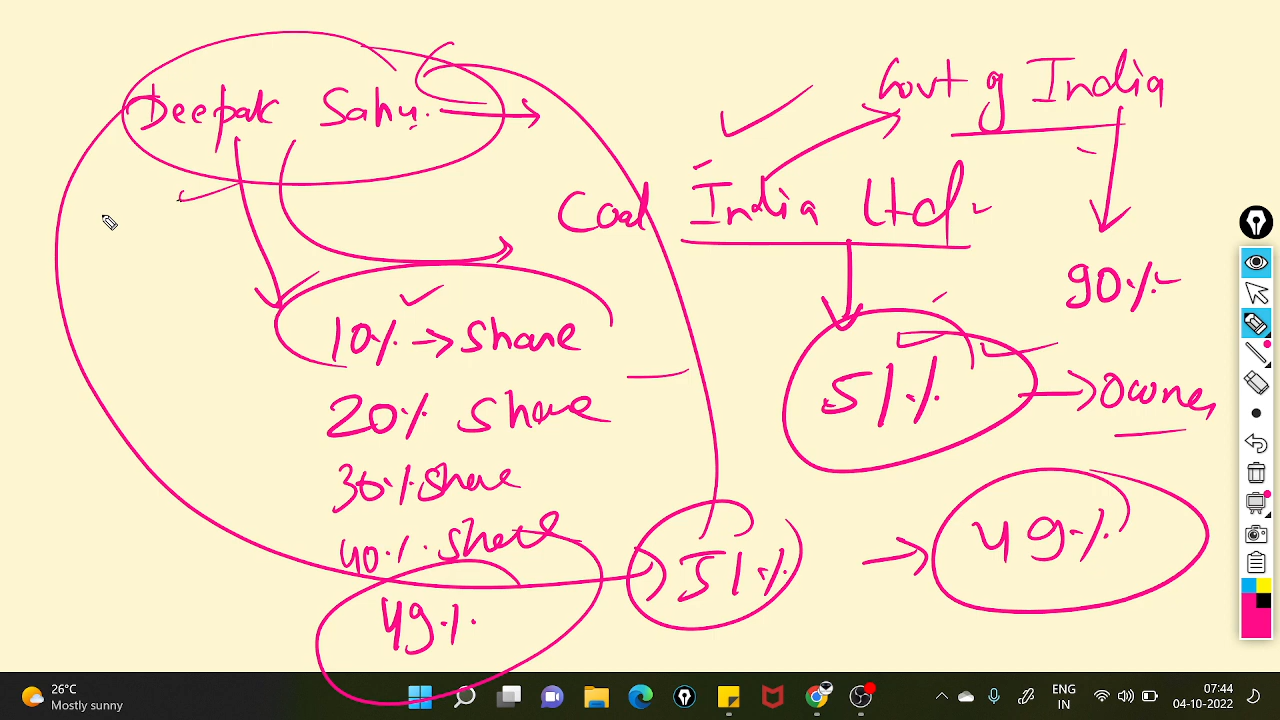 Govt of India
Deepak Sahu.
Coal India Ltd
90%
10% → Share
51% → Owner
20% Share
30% Share
40% Share
51% → 49%
49%
26°C
Mostly sunny
ENG
IN
07:44
04-10-2022